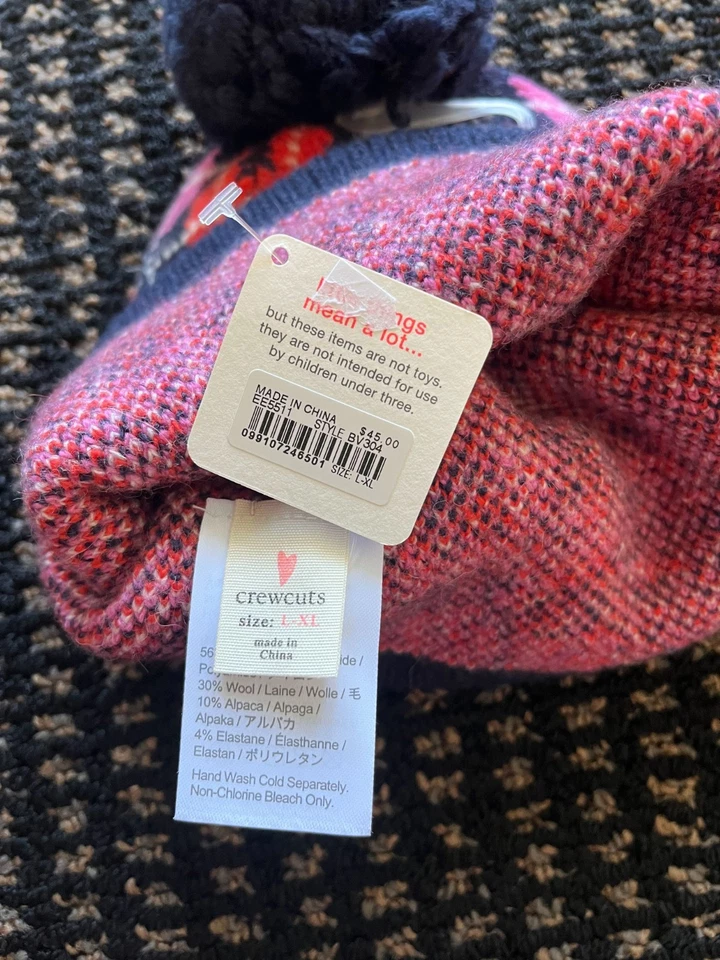 mean a lot...
but these items are not toys.
they are not intended for use
by children under three.
MADE IN CHINA $45.00
EE5511 STYLE BV304
099107246501 SIZE: L-XL
crewcuts
size: L-XL
made in
China
56
30% Wool / Laine / Wolle / 毛
10% Alpaca / Alpaga /
Alpaka / アルパカ
4% Elastane / Élasthanne /
Elastan / ポリウレタン
Hand Wash Cold Separately.
Non-Chlorine Bleach Only.